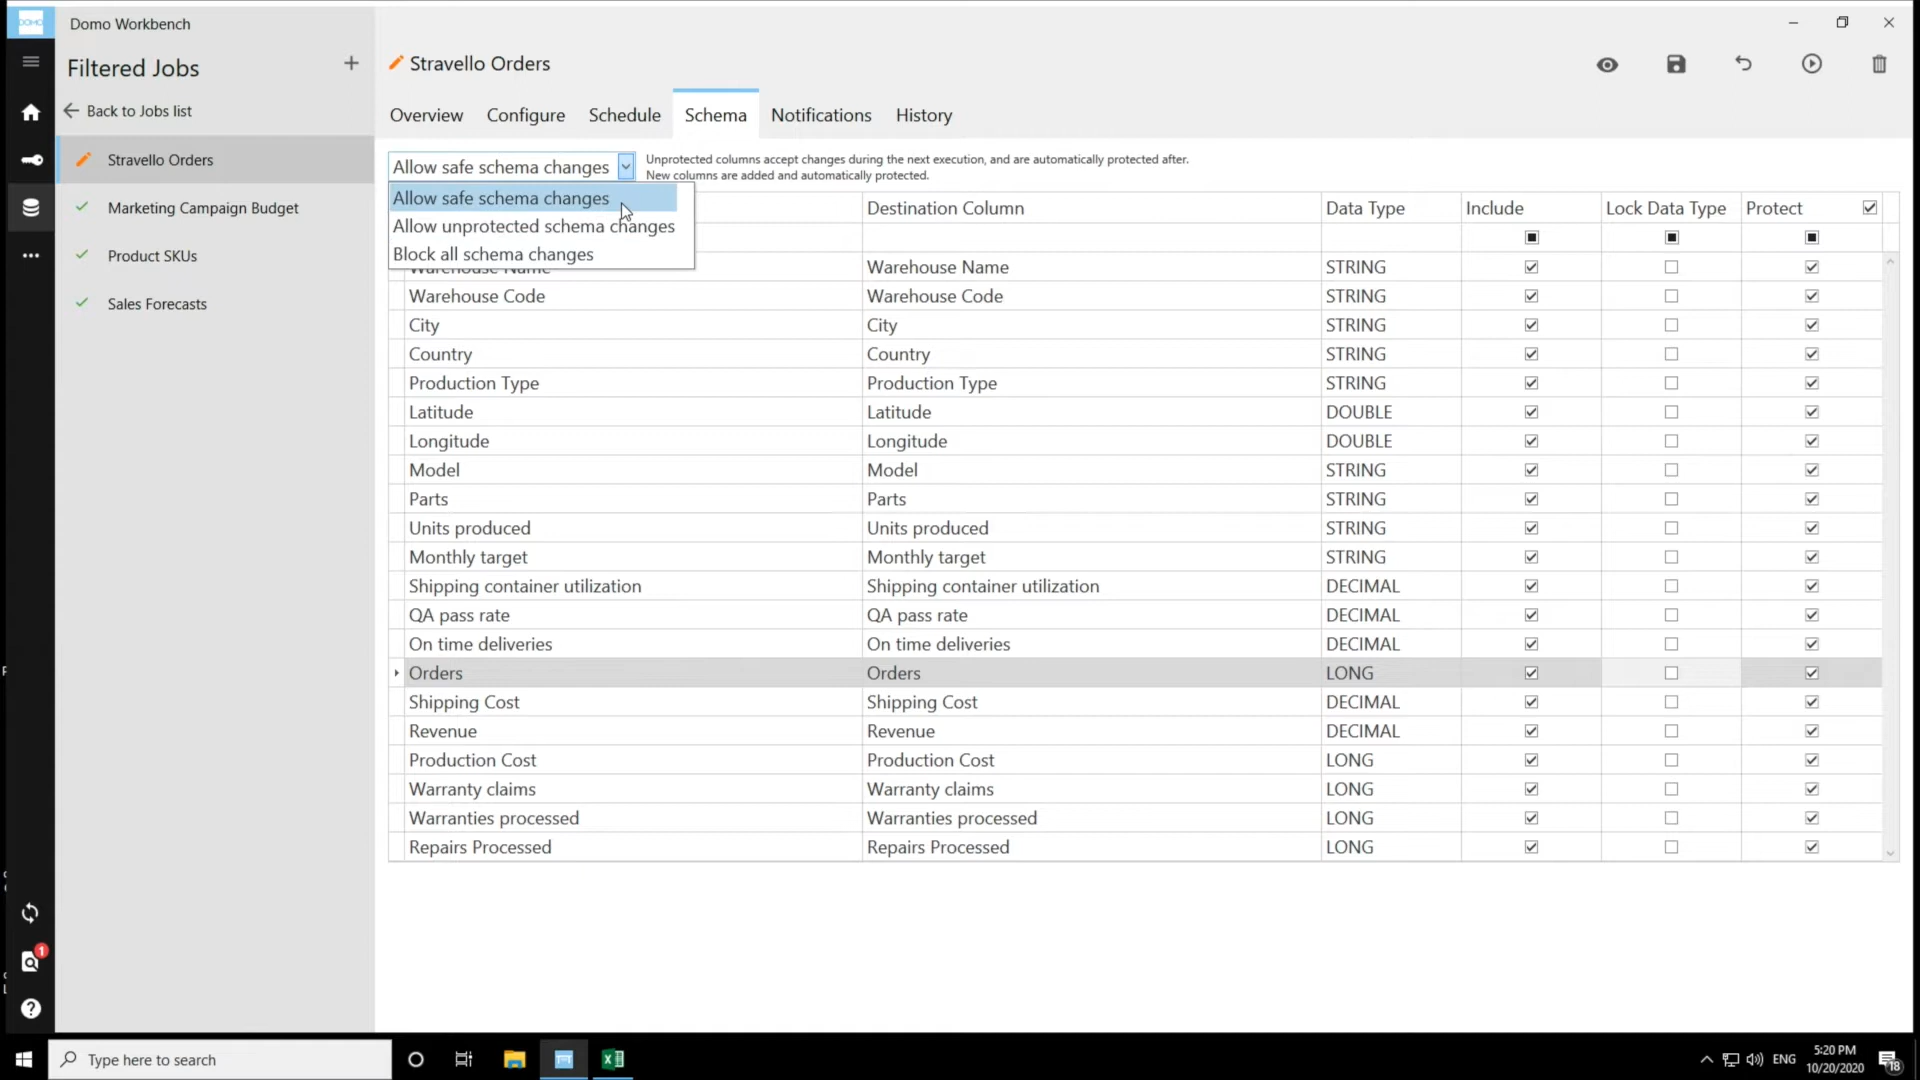 DOMO
Domo Workbench
Filtered Jobs
Back to Jobs list
Stravello Orders
Marketing Campaign Budget
Product SKUs
Sales Forecasts
Stravello Orders
Overview Configure Schedule Schema Notifications History
Allow safe schema changes
Unprotected columns accept changes during the next execution, and are automatically protected after.
New columns are added and automatically protected.
Allow safe schema changes
Allow unprotected schema changes
Block all schema changes
Destination Column Data Type Include Lock Data Type Protect
Warehouse Name Warehouse Name STRING
Warehouse Code Warehouse Code STRING
City City STRING
Country Country STRING
Production Type Production Type STRING
Latitude Latitude DOUBLE
Longitude Longitude DOUBLE
Model Model STRING
Parts Parts STRING
Units produced Units produced STRING
Monthly target Monthly target STRING
Shipping container utilization Shipping container utilization DECIMAL
QA pass rate QA pass rate DECIMAL
On time deliveries On time deliveries DECIMAL
Orders Orders LONG
Shipping Cost Shipping Cost DECIMAL
Revenue Revenue DECIMAL
Production Cost Production Cost LONG
Warranty claims Warranty claims LONG
Warranties processed Warranties processed LONG
Repairs Processed Repairs Processed LONG
1
Type here to search
ENG
5:20 PM
10/20/2020
18